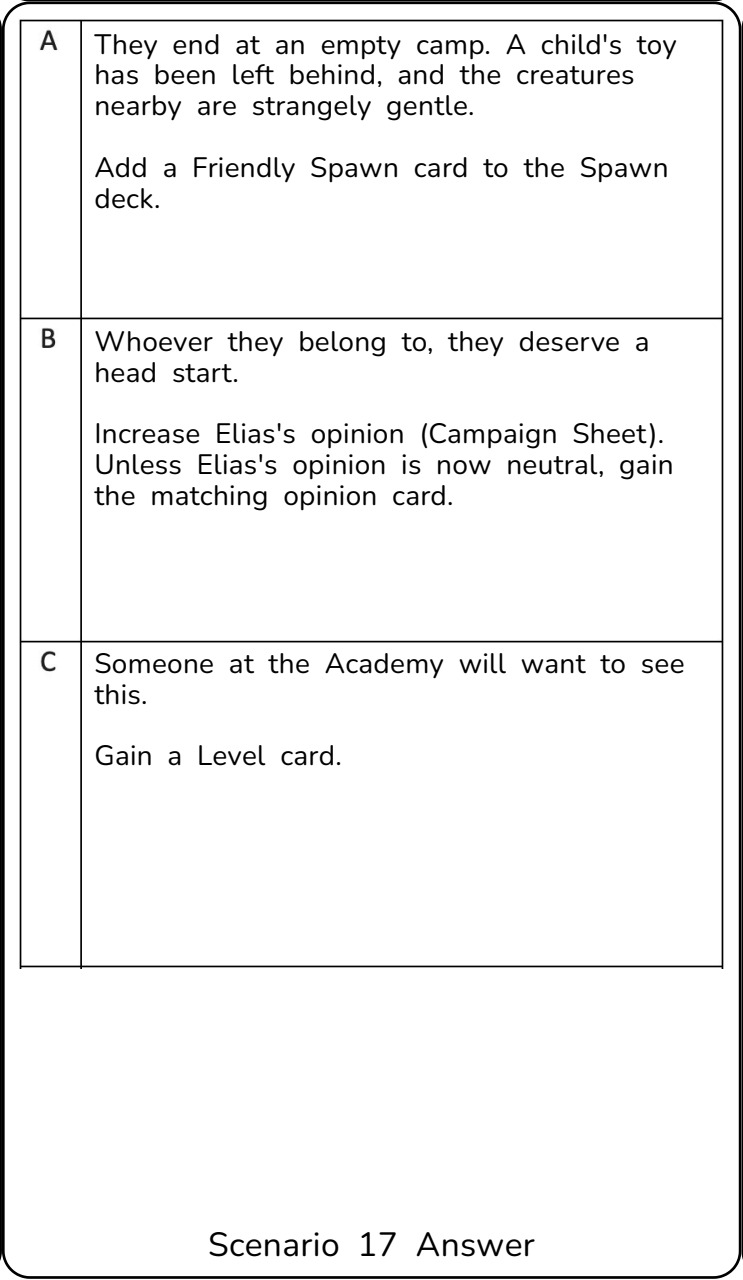 A
They end at an empty camp. A child's toy
has been left behind, and the creatures
nearby are strangely gentle.
Add a Friendly Spawn card to the Spawn
deck.
B
Whoever they belong to, they deserve a
head start.
Increase Elias's opinion (Campaign Sheet).
Unless Elias's opinion is now neutral, gain
the matching opinion card.
C
Someone at the Academy will want to see
this.
Gain a Level card.
Scenario 17 Answer